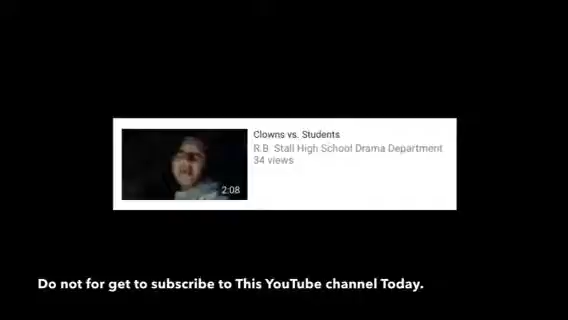 Clowns vs. Students
R.B. Stall High School Drama Department
34 views
2:08
Do not for get to subscribe to This YouTube channel Today.